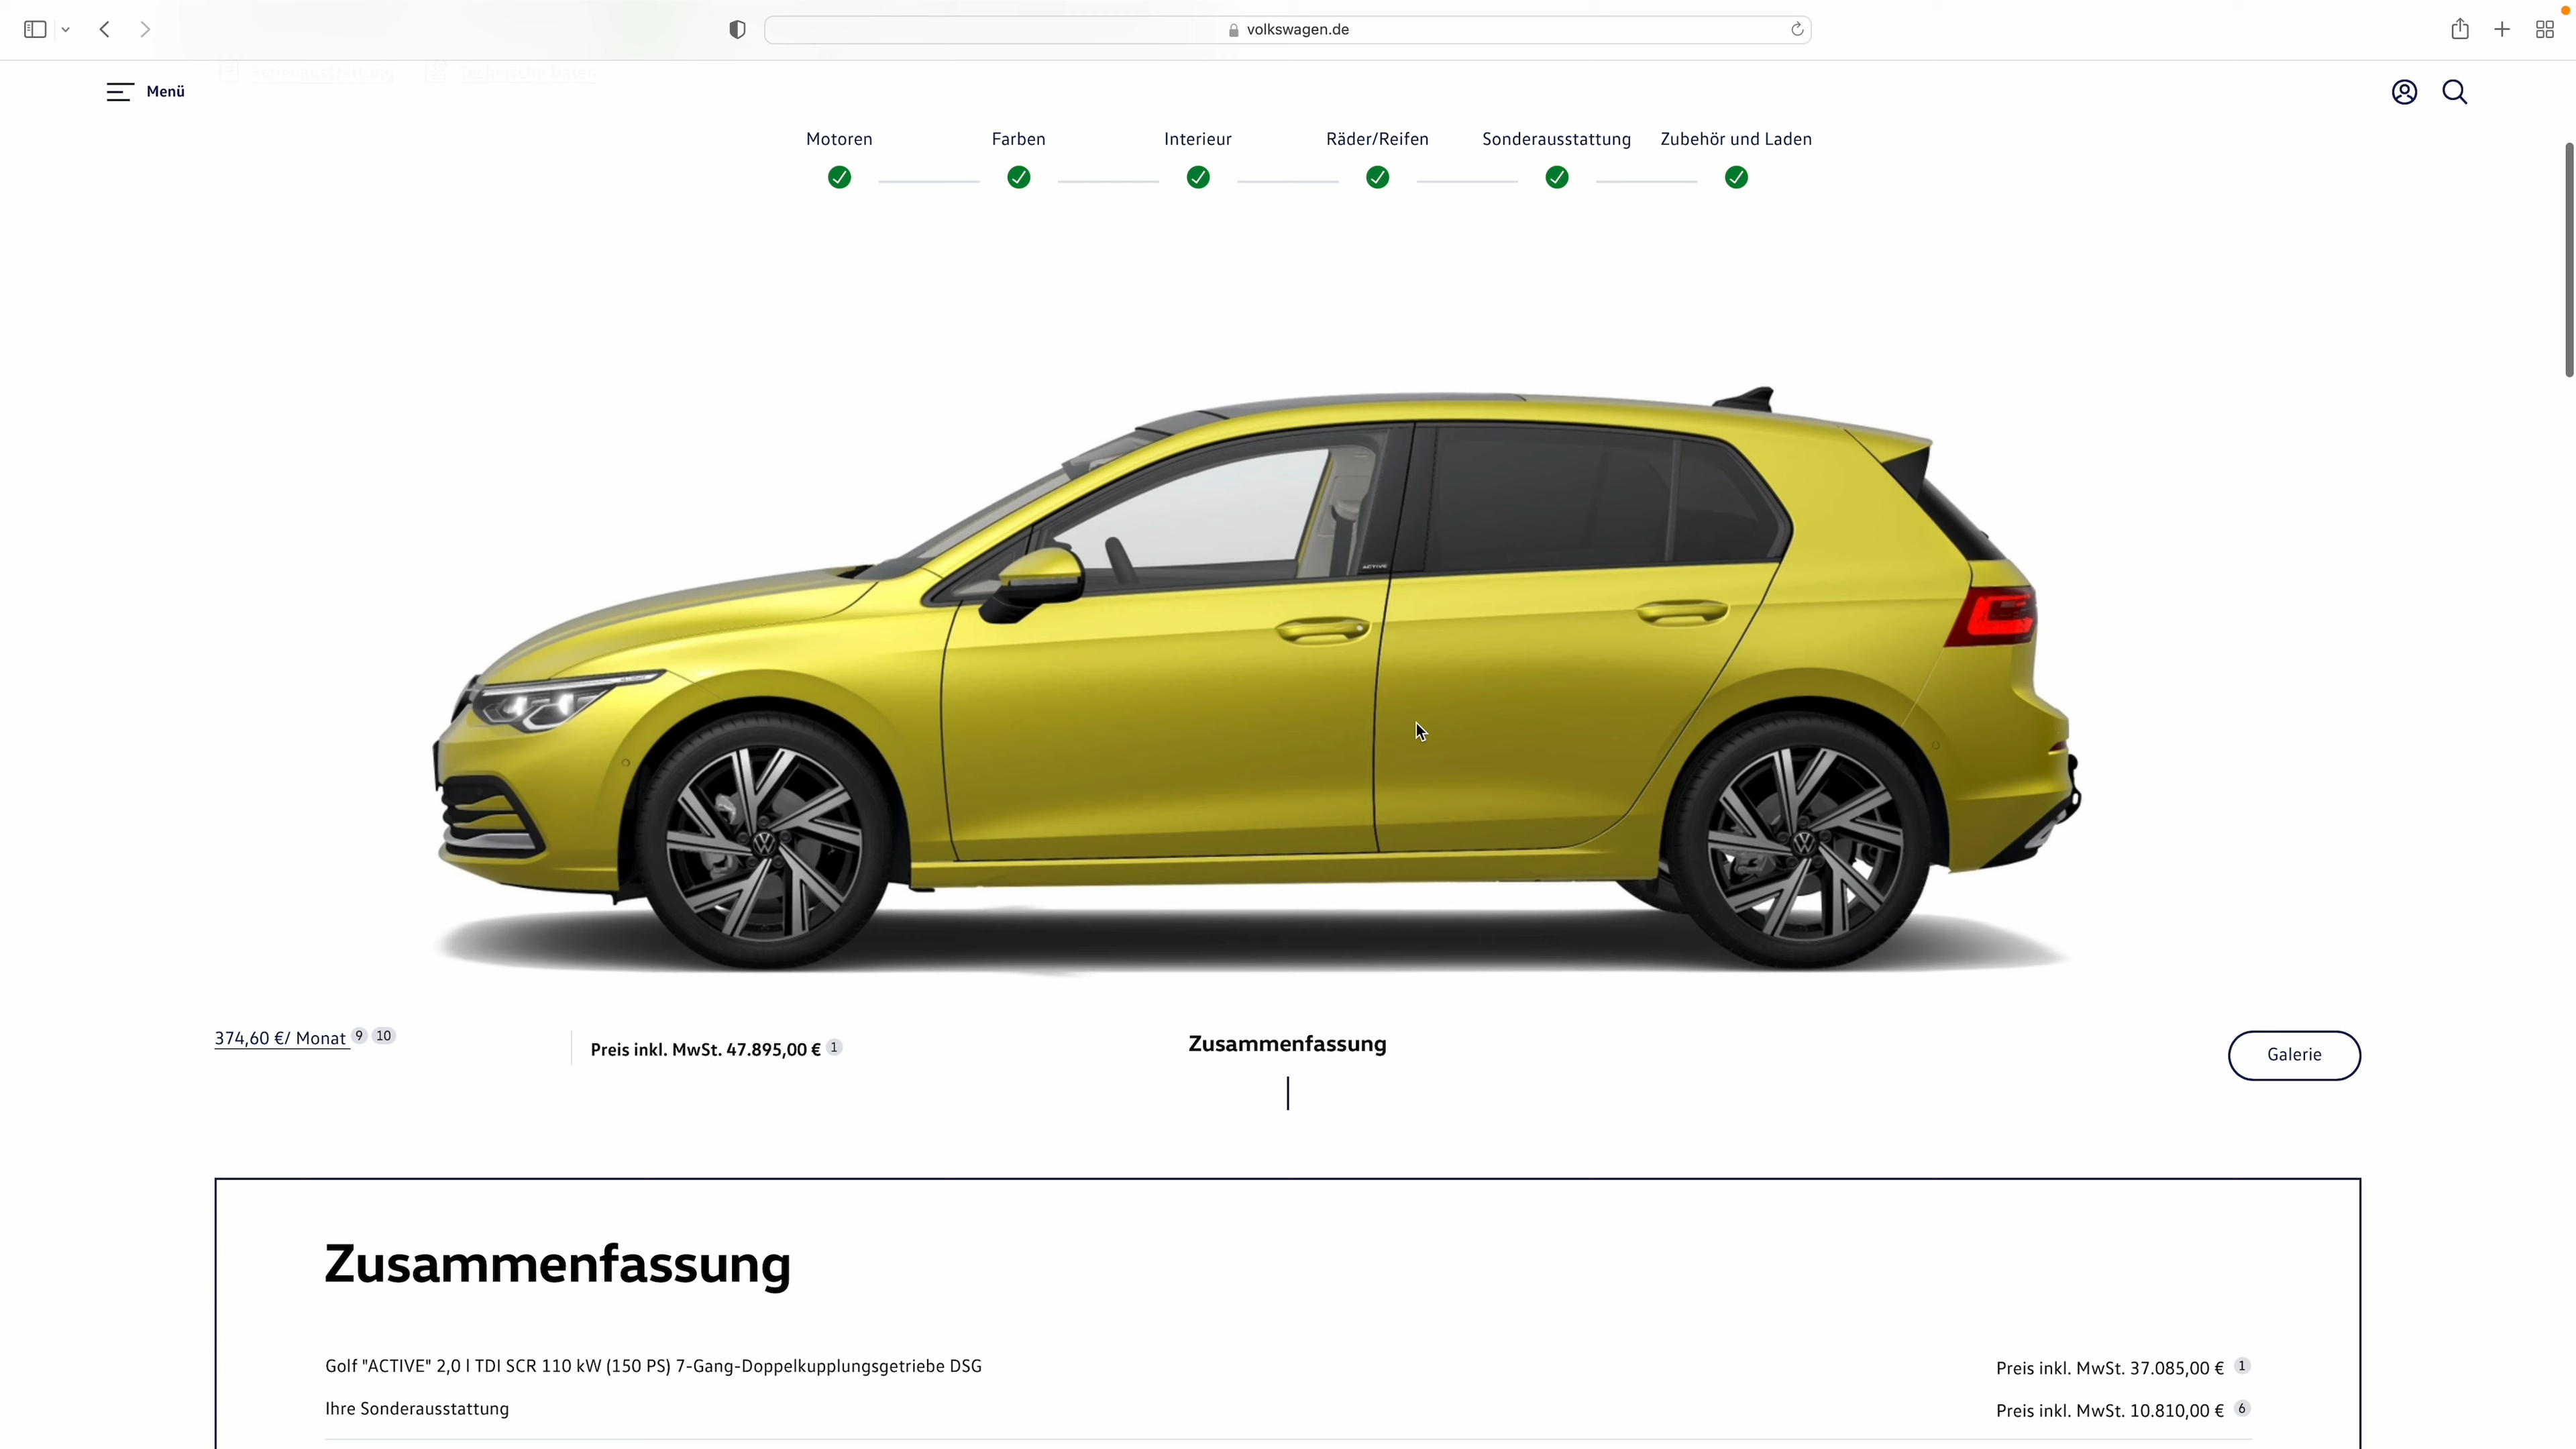 volkswagen.de
Menü
Motoren
Farben
Interieur
Räder/Reifen
Sonderausstattung
Zubehör und Laden
ACTIVE
374,60 €/ Monat 9 10
Preis inkl. MwSt. 47.895,00 € 1
Zusammenfassung
Galerie
Zusammenfassung
Golf "ACTIVE" 2,0 l TDI SCR 110 kW (150 PS) 7-Gang-Doppelkupplungsgetriebe DSG
Preis inkl. MwSt. 37.085,00 € 1
Ihre Sonderausstattung
Preis inkl. MwSt. 10.810,00 € 6